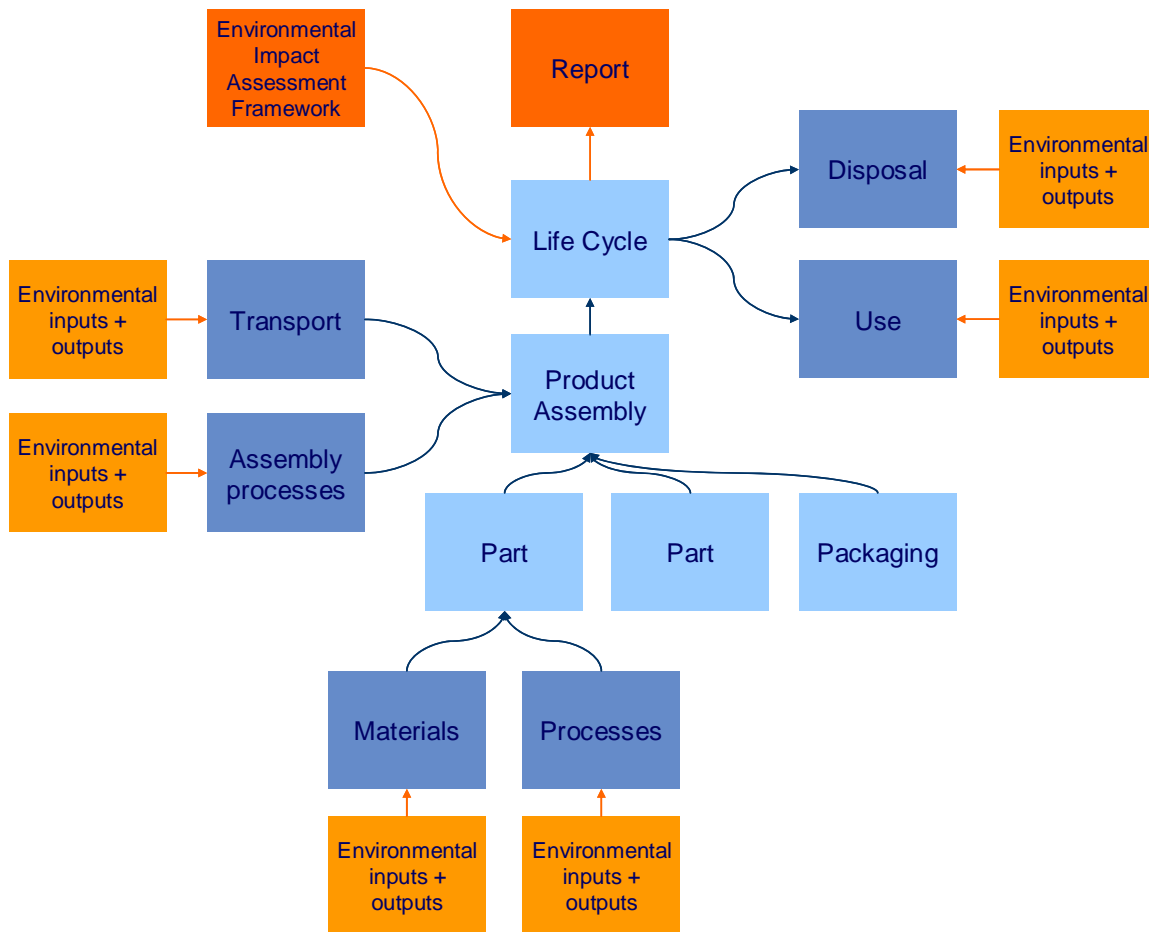 Environmental
Impact
Assessment
Framework
Report
Disposal
Environmental
inputs +
outputs
Life Cycle
Environmental
inputs +
outputs
Transport
Use
Environmental
inputs +
outputs
Product
Assembly
Environmental
inputs +
outputs
Assembly
processes
Part
Part
Packaging
Materials
Processes
Environmental
inputs +
outputs
Environmental
inputs +
outputs